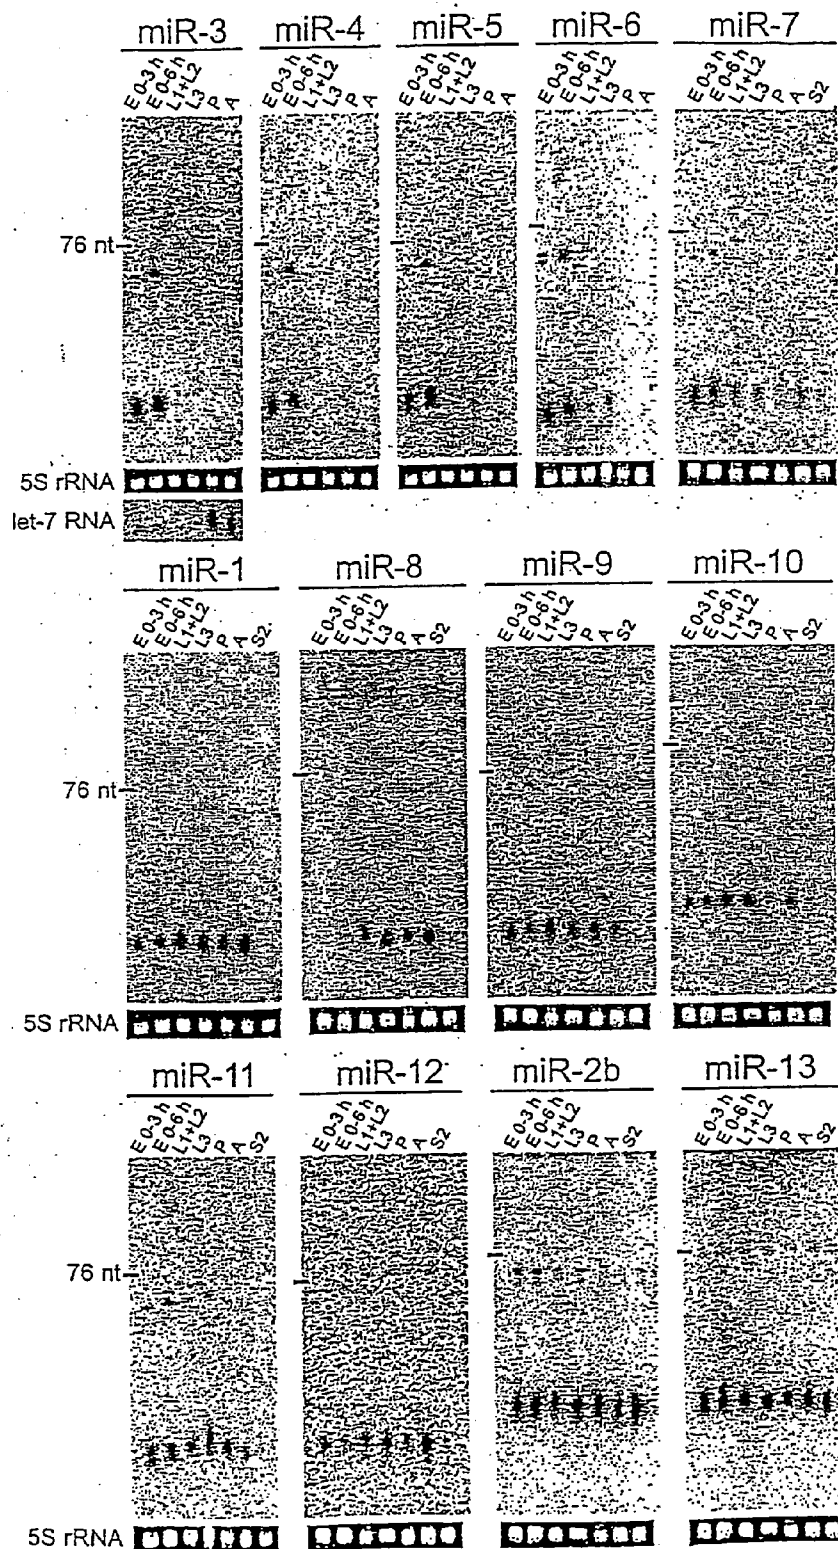 miR-3 miR-4 miR-5 miR-6 miR-7
E 0-3 h E 0-6 h L1+L2 L3 P A E 0-3 h E 0-6 h L1+L2 L3 P A E 0-3 h E 0-6 h L1+L2 L3 P A E 0-3 h E 0-6 h L1+L2 L3 P A E 0-3 h E 0-6 h L1+L2 L3 P A S2
76 nt
5S rRNA
let-7 RNA
miR-1 miR-8 miR-9 miR-10
E 0-3 h E 0-6 h L1+L2 L3 P A S2 E 0-3 h E 0-6 h L1+L2 L3 P A S2 E 0-3 h E 0-6 h L1+L2 L3 P A S2 E 0-3 h E 0-6 h L1+L2 L3 P A S2
76 nt
5S rRNA
miR-11 miR-12 miR-2b miR-13
E 0-3 h E 0-6 h L1+L2 L3 P A S2 E 0-3 h E 0-6 h L1+L2 L3 P A S2 E 0-3 h E 0-6 h L1+L2 L3 P A S2 E 0-3 h E 0-6 h L1+L2 L3 P A S2
76 nt
5S rRNA